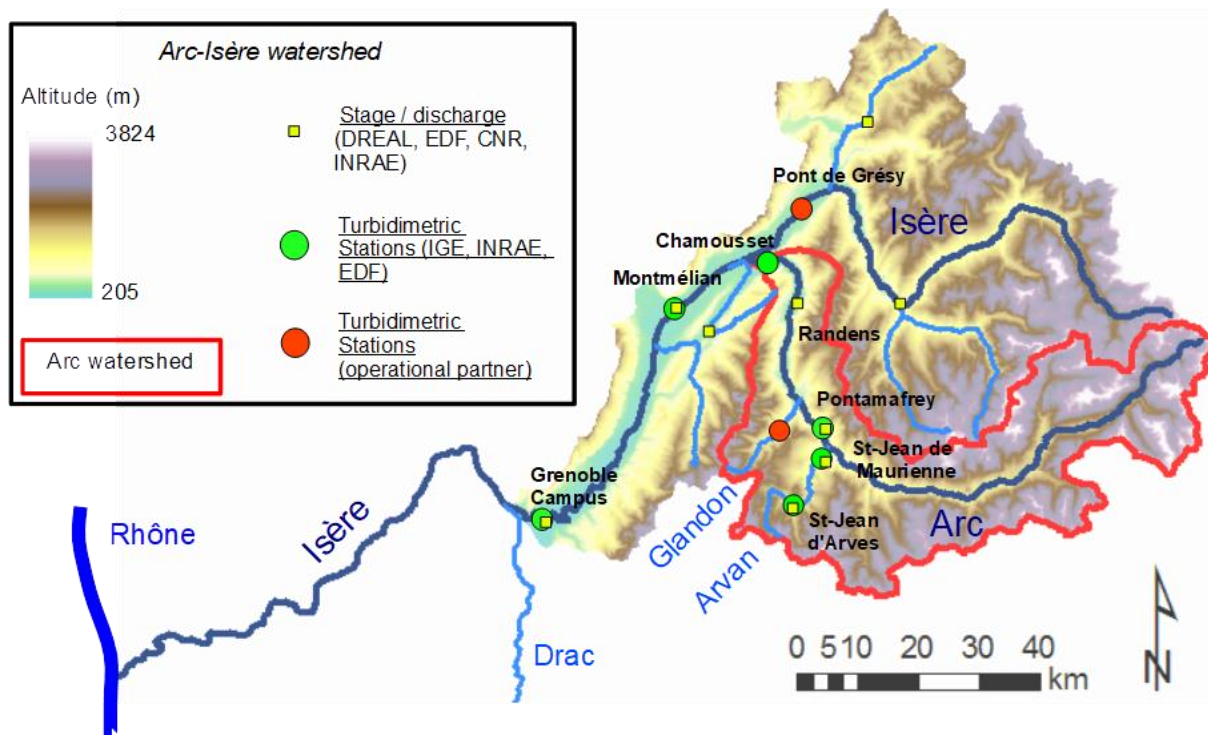 Arc-Isère watershed
Altitude (m)
3824
205
Arc watershed
Stage / discharge
(DREAL, EDF, CNR,
INRAE)
Turbidimetric
Stations (IGE, INRAE,
EDF)
Turbidimetric
Stations
(operational partner)
Pont de Grésy
Isère
Chamousset
Montmélian
Randens
Pontamafrey
St-Jean de
Maurienne
Grenoble
Campus
Glandon
Arvan
St-Jean
d'Arves
Arc
Rhône
Isère
Drac
0 5 10 20 30 40
km
N